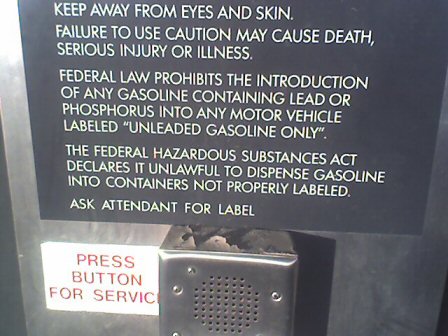 KEEP AWAY FROM EYES AND SKIN.
FAILURE TO USE CAUTION MAY CAUSE DEATH,
SERIOUS INJURY OR ILLNESS.
FEDERAL LAW PROHIBITS THE INTRODUCTION
OF ANY GASOLINE CONTAINING LEAD OR
PHOSPHORUS INTO ANY MOTOR VEHICLE
LABELED "UNLEADED GASOLINE ONLY".
THE FEDERAL HAZARDOUS SUBSTANCES ACT
DECLARES IT UNLAWFUL TO DISPENSE GASOLINE
INTO CONTAINERS NOT PROPERLY LABELED.
ASK ATTENDANT FOR LABEL
PRESS
BUTTON
FOR SERVIC